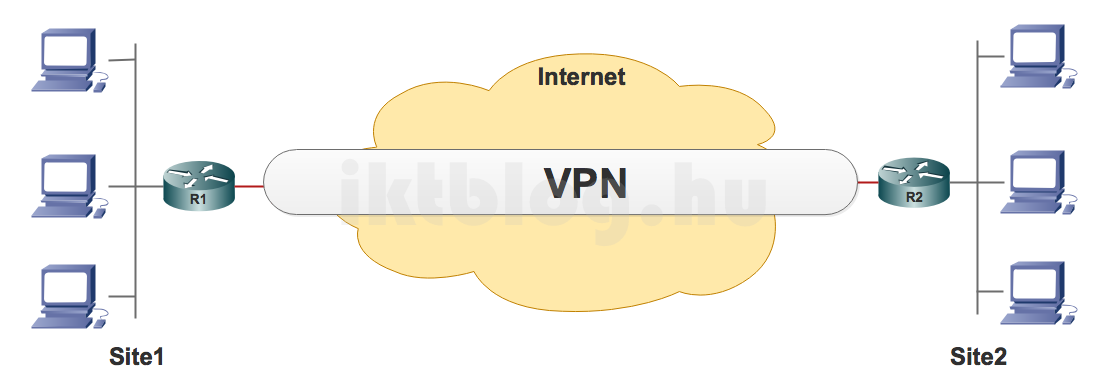 Internet
iktblog.hu
VPN
R1
R2
Site1
Site2